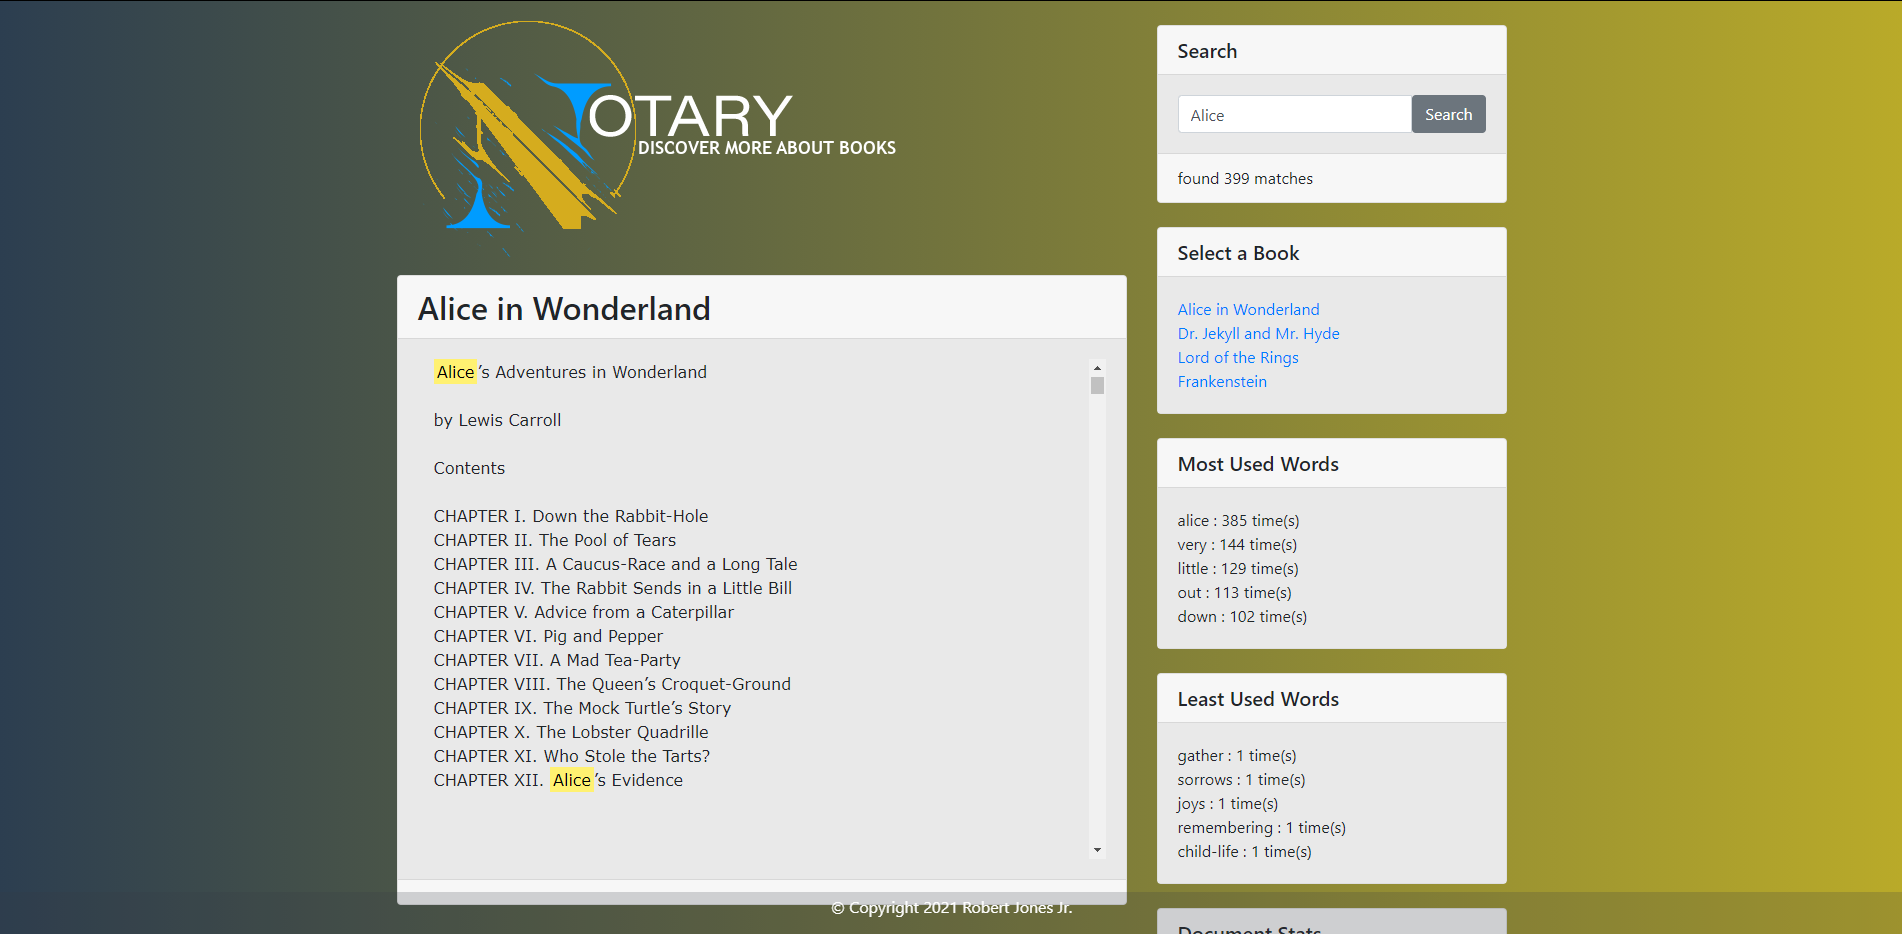 NOTARY
DISCOVER MORE ABOUT BOOKS
Alice in Wonderland
Alice's Adventures in Wonderland
by Lewis Carroll
Contents
CHAPTER I. Down the Rabbit-Hole
CHAPTER II. The Pool of Tears
CHAPTER III. A Caucus-Race and a Long Tale
CHAPTER IV. The Rabbit Sends in a Little Bill
CHAPTER V. Advice from a Caterpillar
CHAPTER VI. Pig and Pepper
CHAPTER VII. A Mad Tea-Party
CHAPTER VIII. The Queen’s Croquet-Ground
CHAPTER IX. The Mock Turtle’s Story
CHAPTER X. The Lobster Quadrille
CHAPTER XI. Who Stole the Tarts?
CHAPTER XII. Alice’s Evidence
Search
Alice Search
found 399 matches
Select a Book
Alice in Wonderland
Dr. Jekyll and Mr. Hyde
Lord of the Rings
Frankenstein
Most Used Words
alice : 385 time(s)
very : 144 time(s)
little : 129 time(s)
out : 113 time(s)
down : 102 time(s)
Least Used Words
gather : 1 time(s)
sorrows : 1 time(s)
joys : 1 time(s)
remembering : 1 time(s)
child-life : 1 time(s)
Document Stats
© Copyright 2021 Robert Jones Jr.